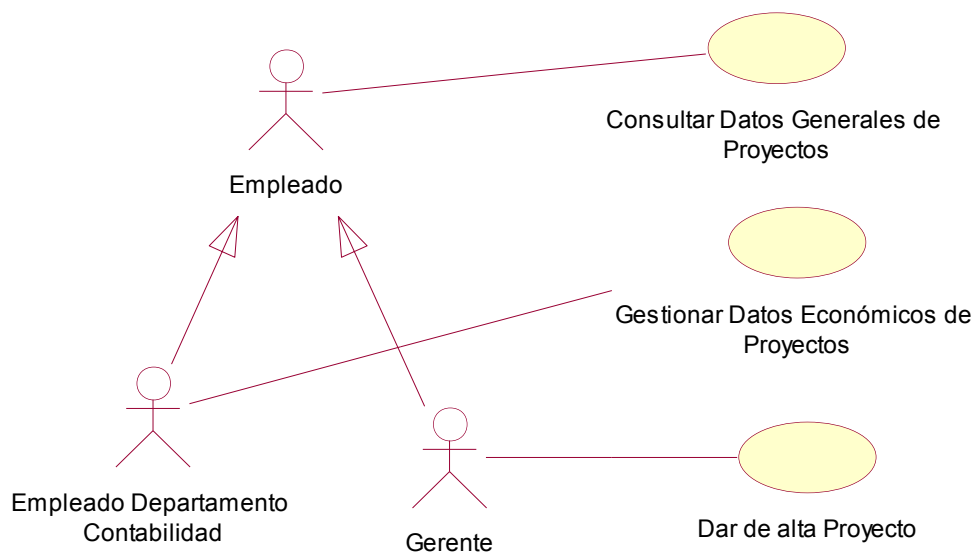 Consultar Datos Generales de
Proyectos
Empleado
Gestionar Datos Económicos de
Proyectos
Empleado Departamento
Contabilidad
Gerente
Dar de alta Proyecto